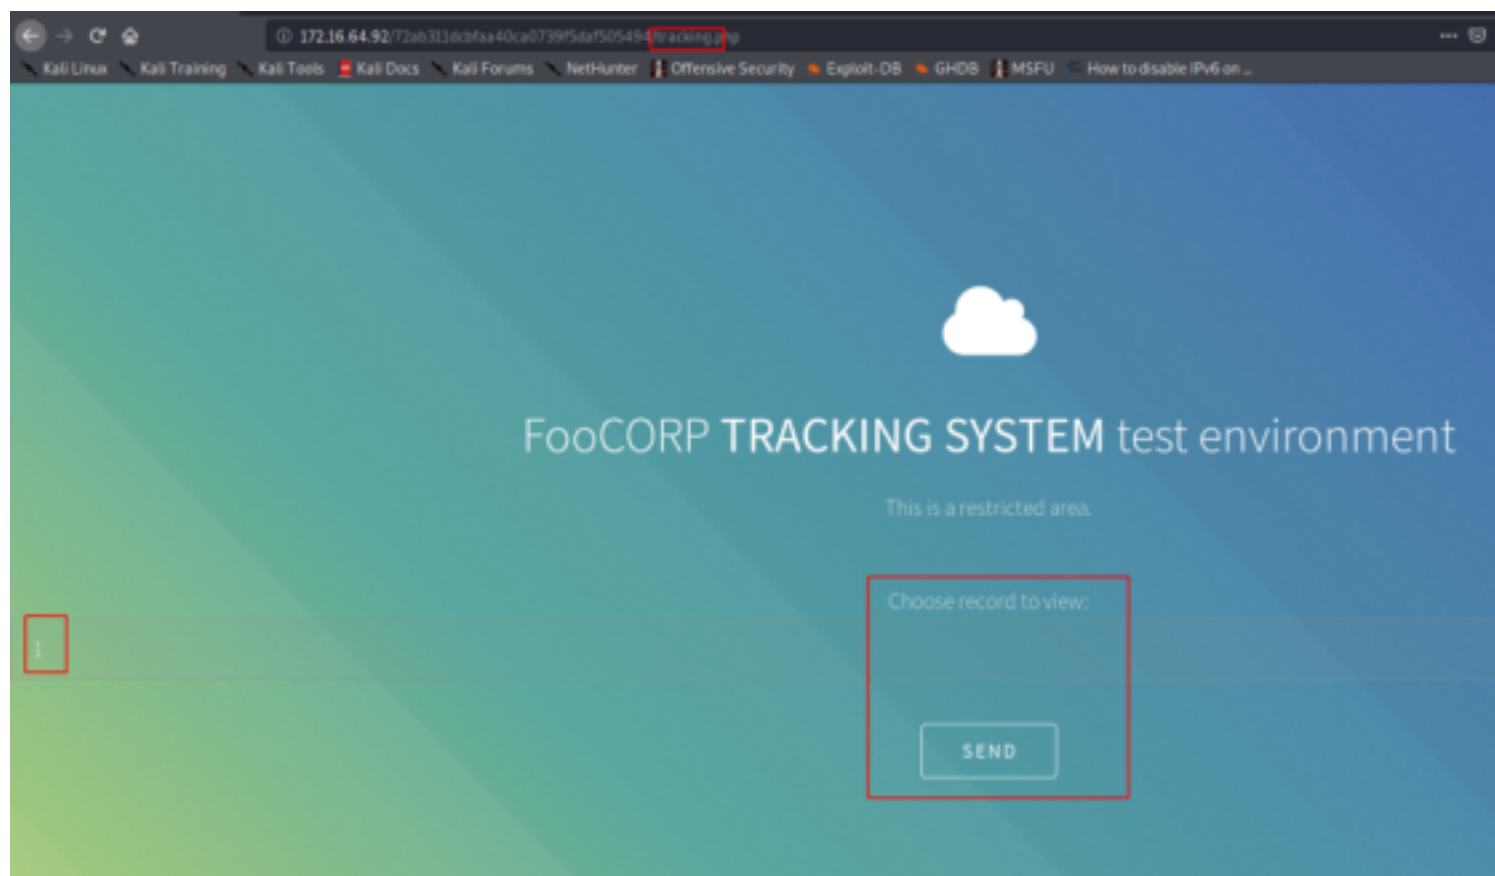 172.16.64.92/72ab311dcbfaa40ca0739f5daf505494/tracking.php
Kali Linux Kali Training Kali Tools Kali Docs Kali Forums NetHunter Offensive Security Exploit-DB GHDB MSFU How to disable IPv6 on ...
FooCORP TRACKING SYSTEM test environment
This is a restricted area.
Choose record to view:
1
SEND